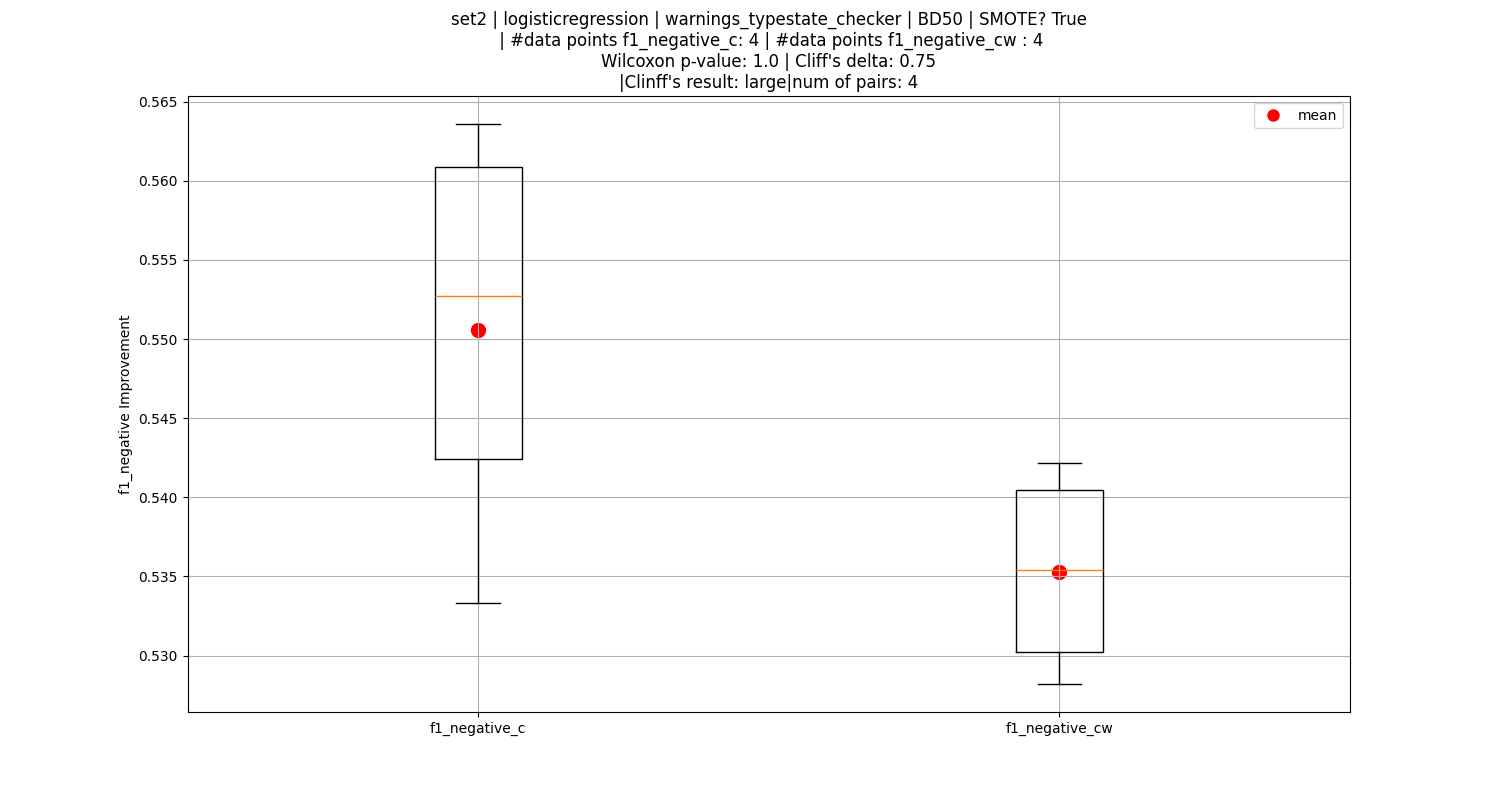 set2 | logisticregression | warnings_typestate_checker | BD50 | SMOTE? True
| #data points f1_negative_c: 4 | #data points f1_negative_cw : 4
Wilcoxon p-value: 1.0 | Cliff's delta: 0.75
|Clinff's result: large|num of pairs: 4
0.565
mean
0.560
0.555
0.550
0.545
0.540
0.535
0.530
f1_negative Improvement
f1_negative_c
f1_negative_cw